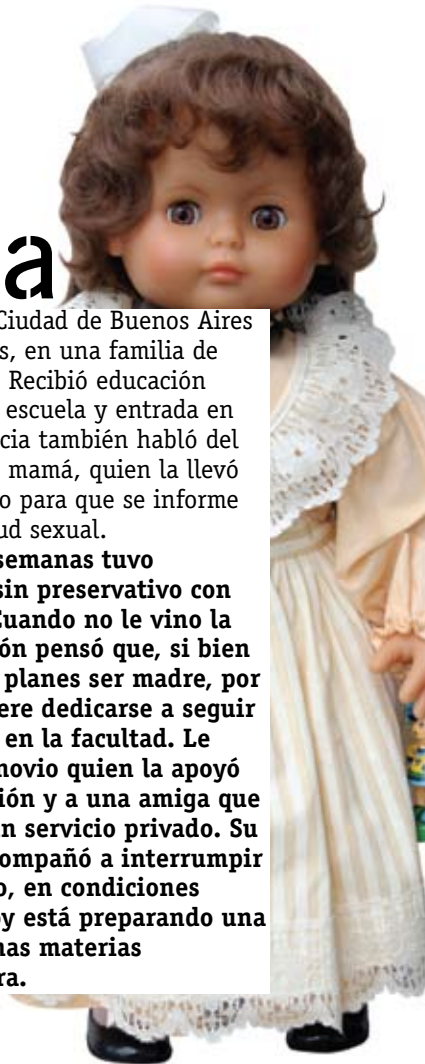 a
Ciudad de Buenos Aires
s, en una familia de
. Recibió educación
escuela y entrada en
cia también habló del
mamá, quien la llevó
o para que se informe
ud sexual.
semanas tuvo
sin preservativo con
Cuando no le vino la
ón pensó que, si bien
planes ser madre, por
ere dedicarse a seguir
en la facultad. Le
novio quien la apoyó
ión y a una amiga que
n servicio privado. Su
ompañó a interrumpir
o, en condiciones
oy está preparando una
nas materias
ra.